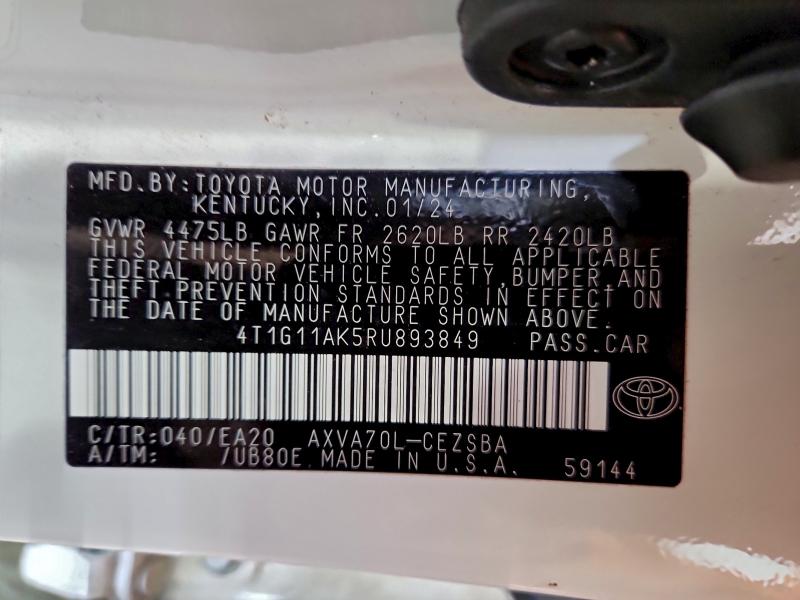 MFD.BY:TOYOTA MOTOR MANUFACTURING,
KENTUCKY,INC.01/24
GVWR 4475LB GAWR FR 2620LB RR 2420LB
THIS VEHICLE CONFORMS TO ALL APPLICABLE
FEDERAL MOTOR VEHICLE SAFETY,BUMPER,AND
THEFT PREVENTION STANDARDS IN EFFECT ON
THE DATE OF MANUFACTURE SHOWN ABOVE.
4T1G11AK5RU893849 PASS.CAR
C/TR:040/EA20 AXVA70L-CEZSBA
A/TM: /UB80E MADE IN U.S.A. 59144